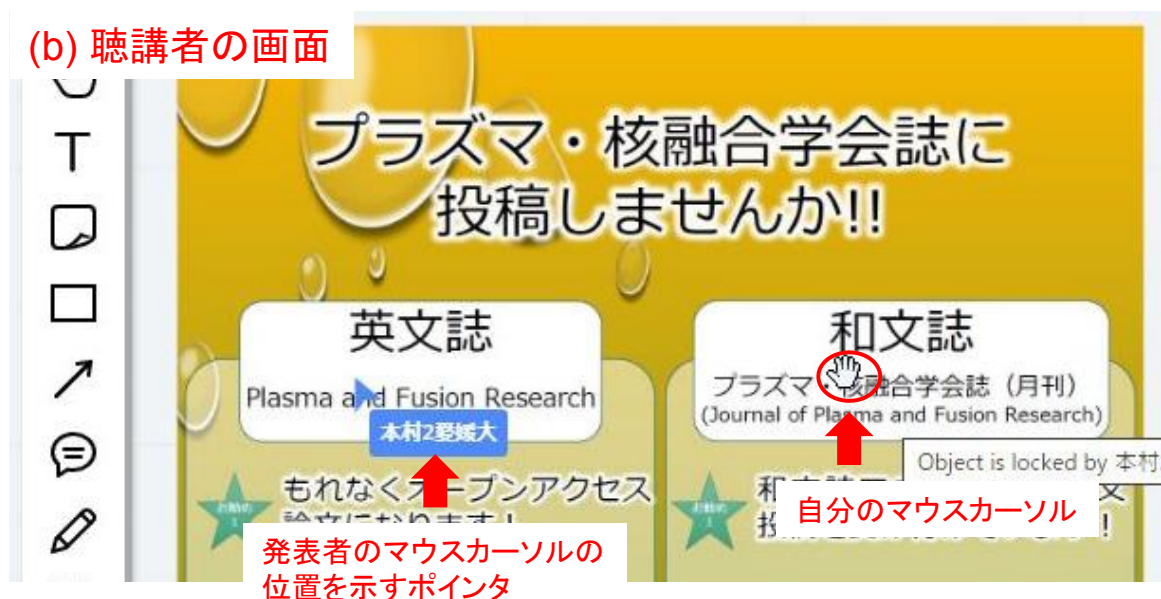 (b) 聴講者の画面
T
プラズマ・核融合学会誌に
投稿しませんか!!
英文誌
Plasma and Fusion Research
本村2愛媛大
和文誌
プラズマ・核融合学会誌（月刊）
(Journal of Plasma and Fusion Research)
Object is locked by 本村
もれなくオープンアクセス
論文になります！
発表者のマウスカーソルの
位置を示すポインタ
自分のマウスカーソル